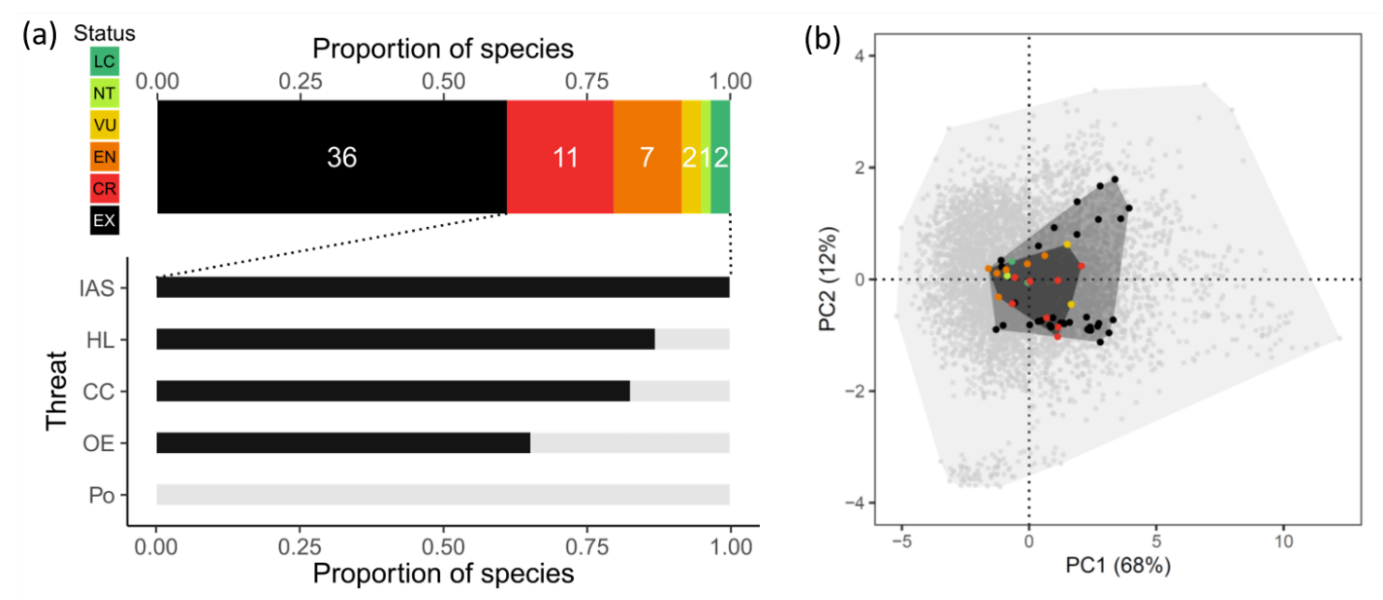 (a)
Status
LC
NT
VU
EN
CR
EX
Proportion of species
0.00 0.25 0.50 0.75 1.00
36 11 7 2 1 2
Threat
IAS
HL
CC
OE
Po
0.00 0.25 0.50 0.75 1.00
Proportion of species
(b)
PC2 (12%)
4
2
0
−2
−4
−5 0 5 10
PC1 (68%)